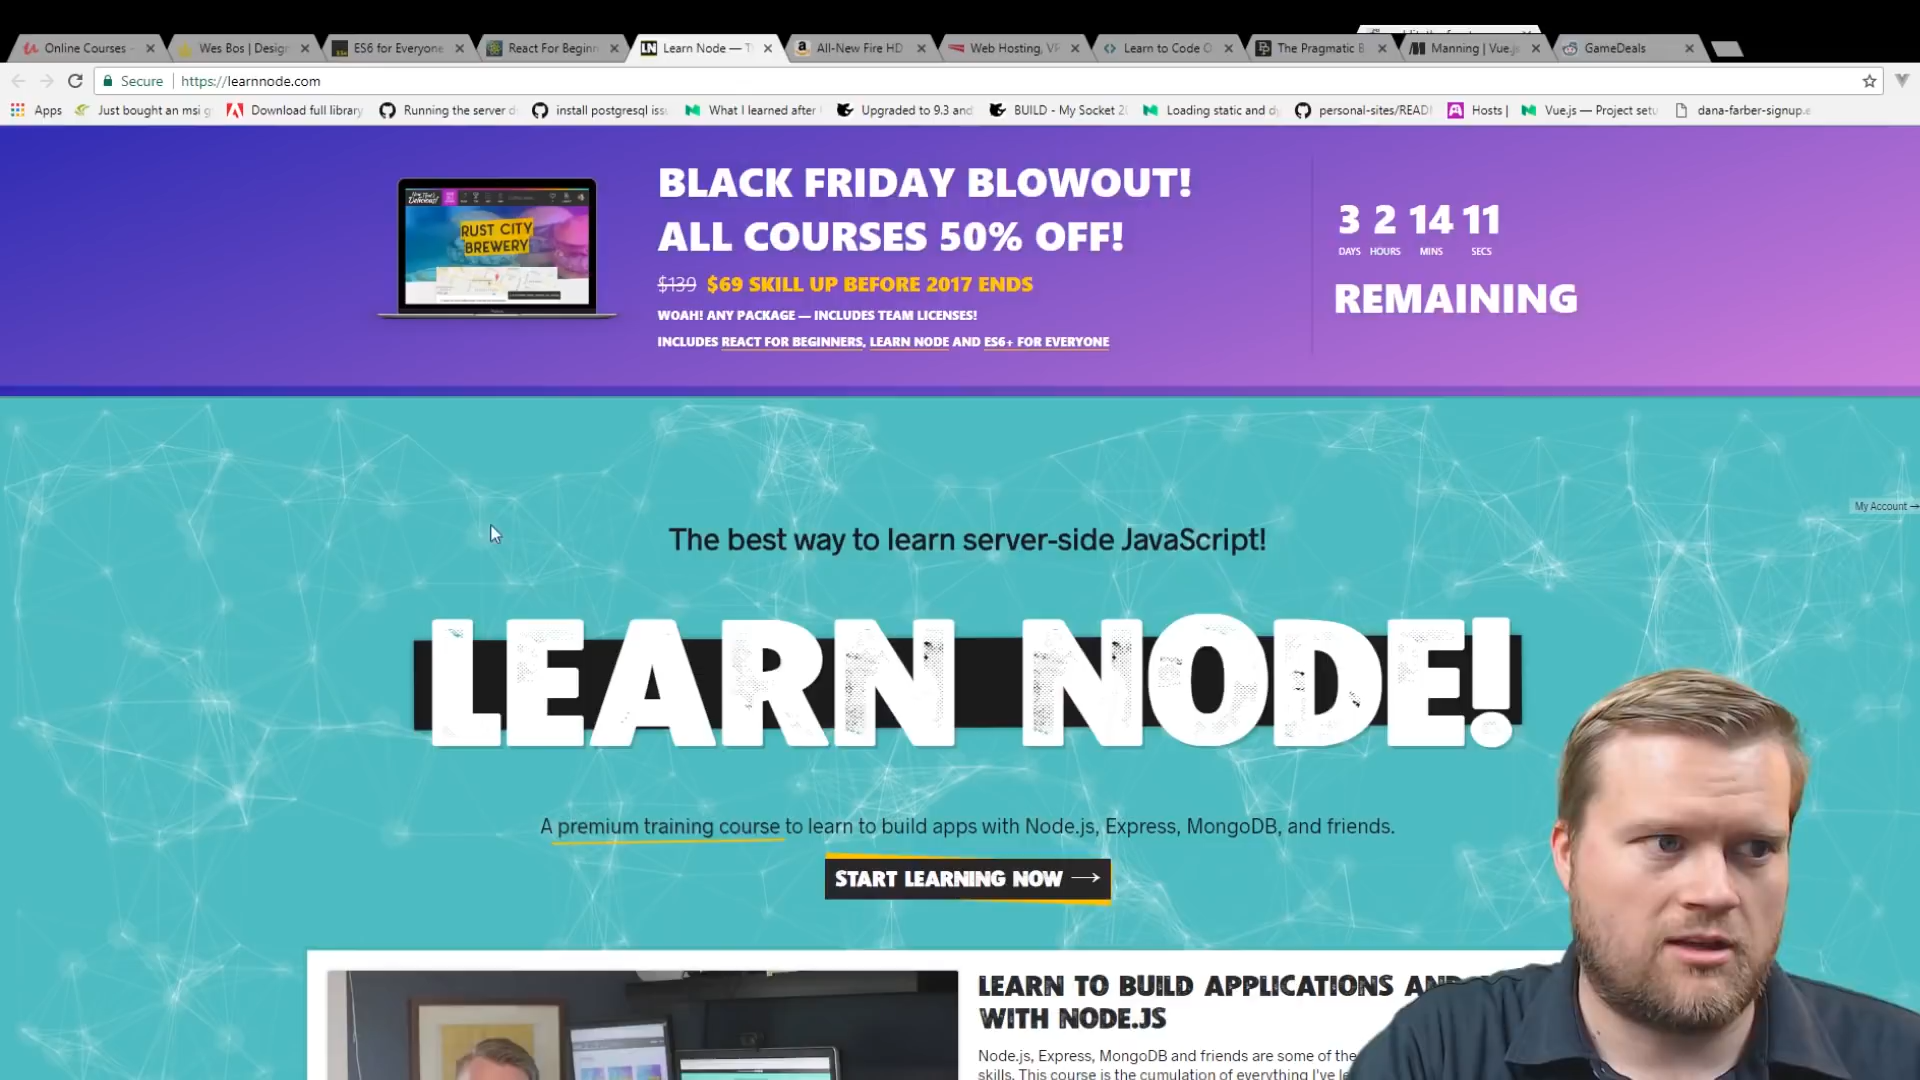 Online Courses -
Wes Bos | Design
ES6 for Everyone
React For Beginn
Learn Node — T
All-New Fire HD
Web Hosting, VP
Learn to Code O
The Pragmatic B
Manning | Vue.js
GameDeals
Secure
https://learnnode.com
Apps
Just bought an msi g
Download full library
Running the server d
install postgresql iss
What I learned after
Upgraded to 9.3 and
BUILD - My Socket 20
Loading static and dy
personal-sites/READ
Hosts |
Vue.js — Project setu
dana-farber-signup.e
RUST CITY
BREWERY
BLACK FRIDAY BLOWOUT!
ALL COURSES 50% OFF!
$139 $69 SKILL UP BEFORE 2017 ENDS
WOAH! ANY PACKAGE — INCLUDES TEAM LICENSES!
INCLUDES REACT FOR BEGINNERS, LEARN NODE AND ES6+ FOR EVERYONE
3 2 14 11
DAYS HOURS MINS SECS
REMAINING
My Account →
The best way to learn server-side JavaScript!
LEARN NODE!
A premium training course to learn to build apps with Node.js, Express, MongoDB, and friends.
START LEARNING NOW →
LEARN TO BUILD APPLICATIONS AND
WITH NODE.JS
Node.js, Express, MongoDB and friends are some of the
skills. This course is the cumulation of everything I've le